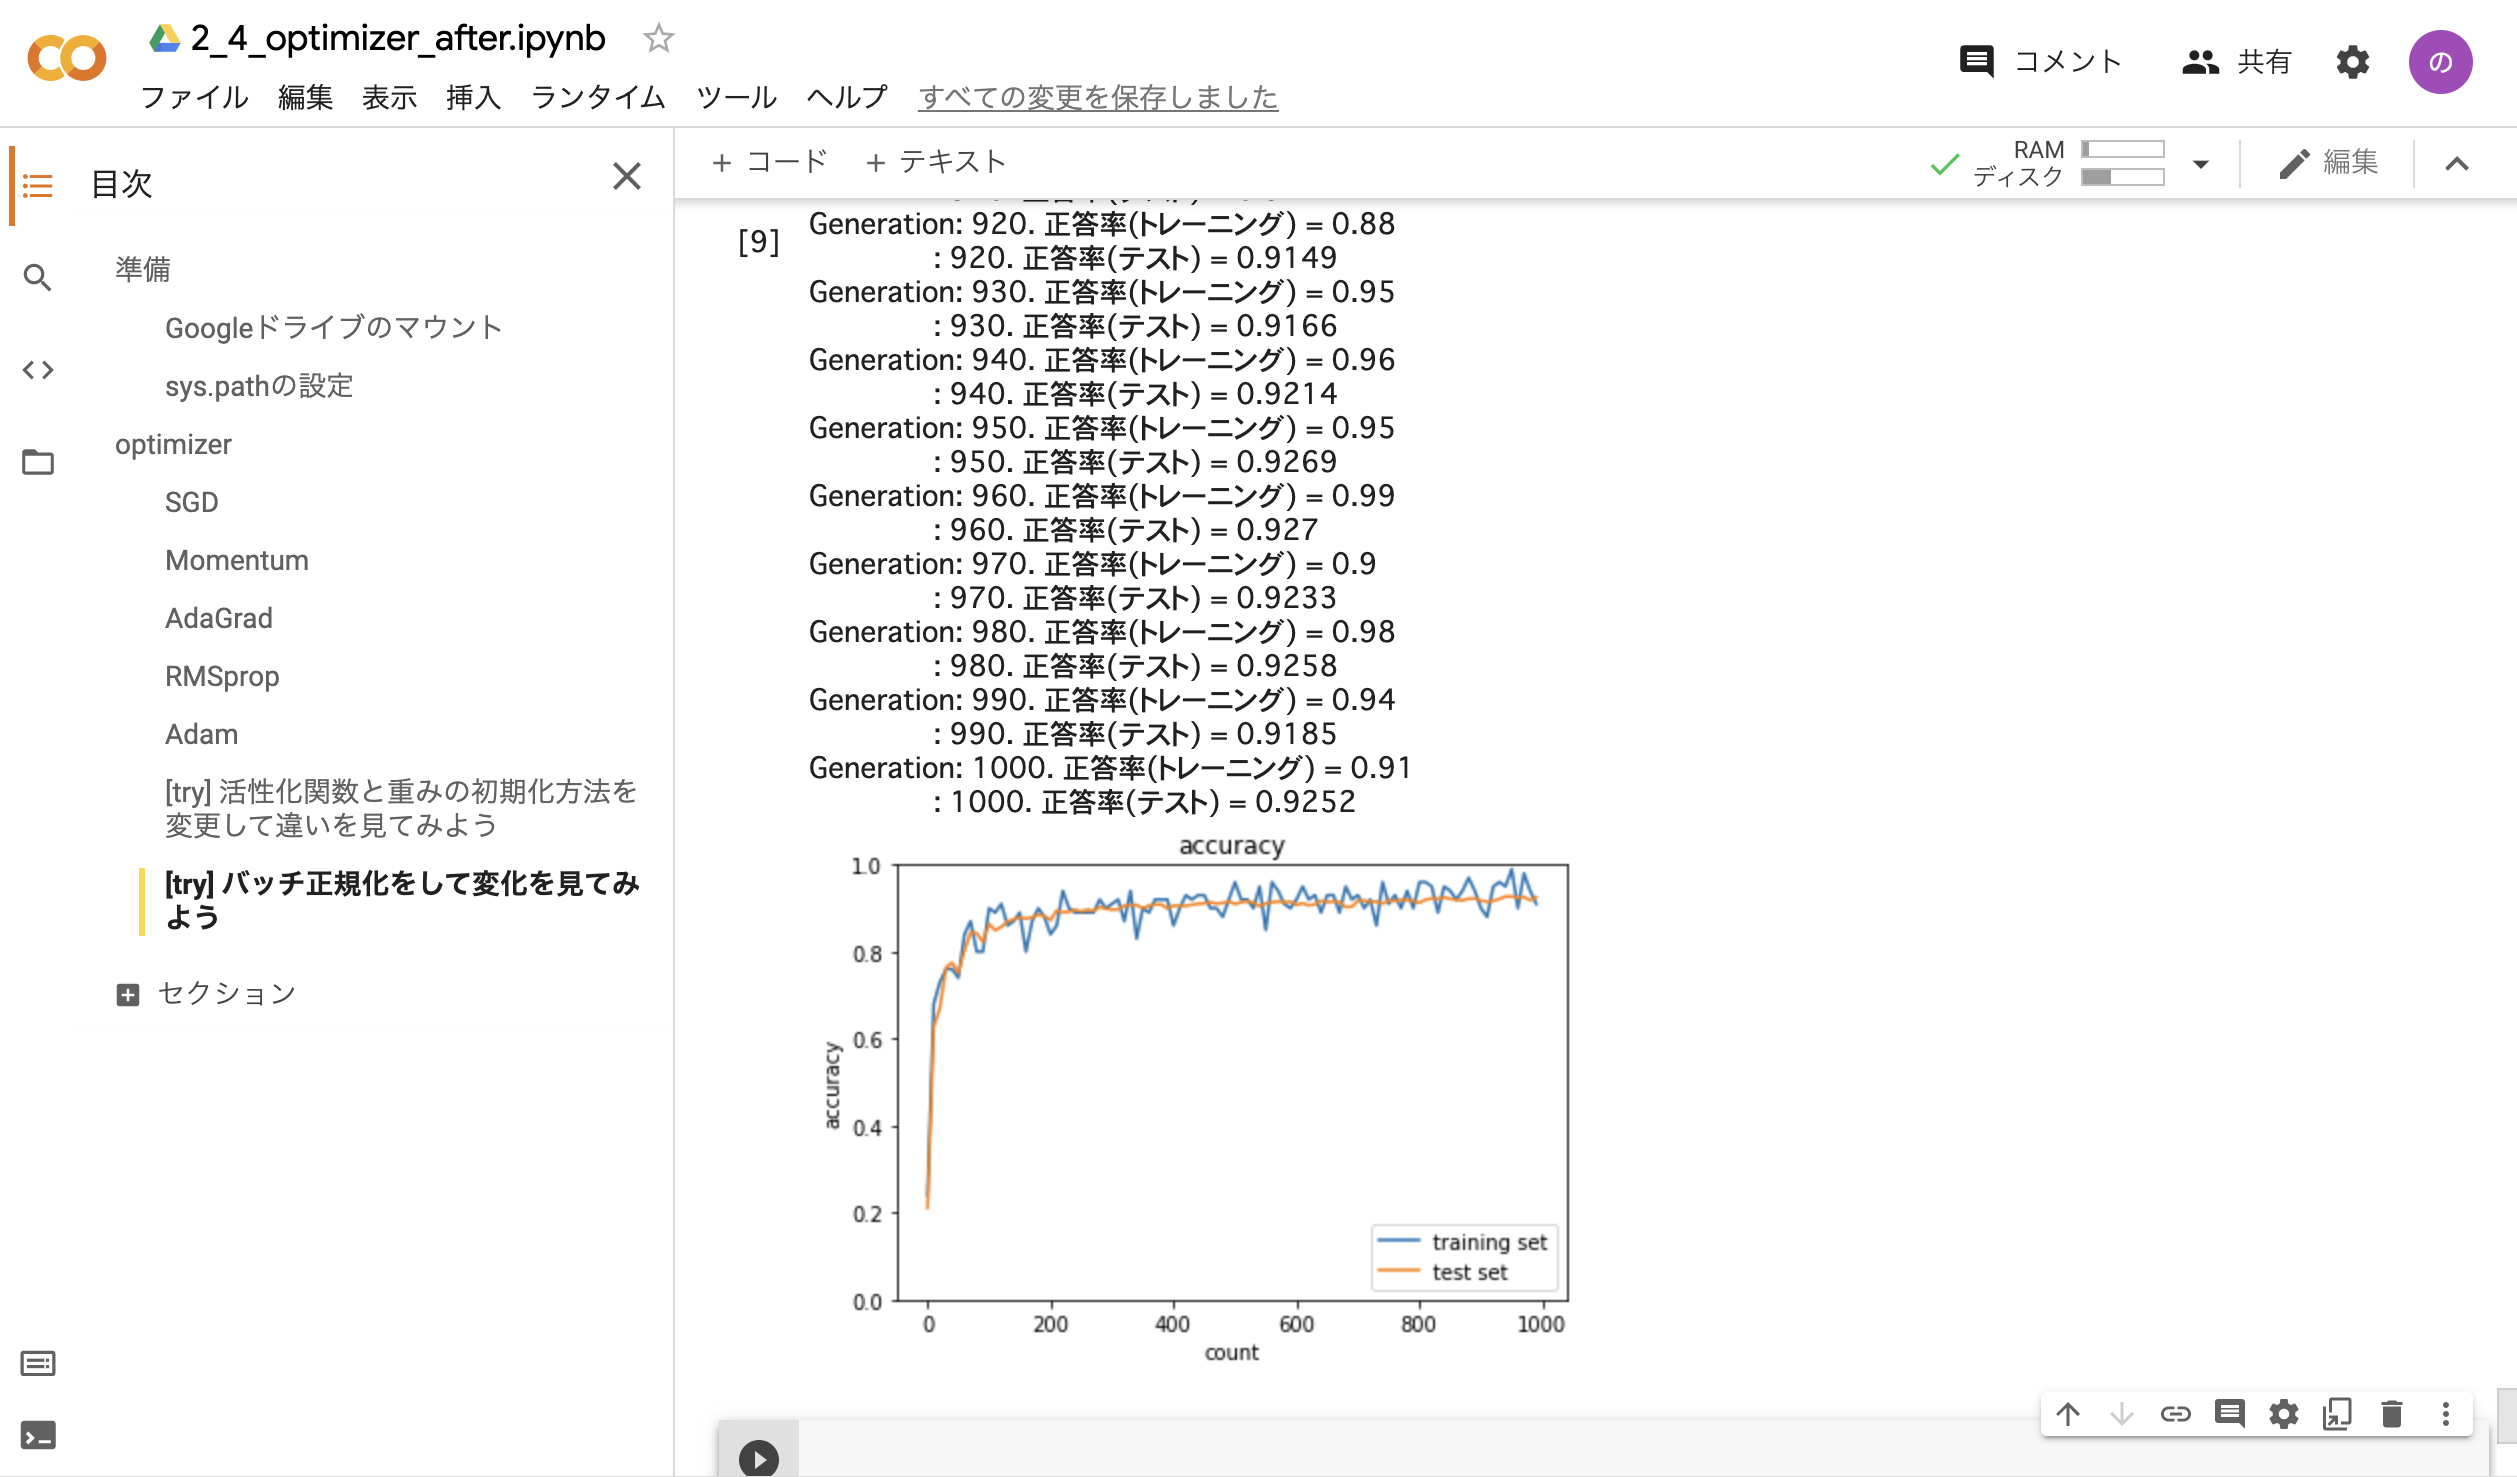 2_4_optimizer_after.ipynb
ファイル 編集 表示 挿入 ランタイム ツール ヘルプ すべての変更を保存しました
コメント 共有 の
目次
準備
Googleドライブのマウント
sys.pathの設定
optimizer
SGD
Momentum
AdaGrad
RMSprop
Adam
[try] 活性化関数と重みの初期化方法を
変更して違いを見てみよう
[try] バッチ正規化をして変化を見てみ
よう
セクション
+ コード + テキスト
RAM
ディスク
編集
[9]
Generation: 920. 正答率(トレーニング) = 0.88
: 920. 正答率(テスト) = 0.9149
Generation: 930. 正答率(トレーニング) = 0.95
: 930. 正答率(テスト) = 0.9166
Generation: 940. 正答率(トレーニング) = 0.96
: 940. 正答率(テスト) = 0.9214
Generation: 950. 正答率(トレーニング) = 0.95
: 950. 正答率(テスト) = 0.9269
Generation: 960. 正答率(トレーニング) = 0.99
: 960. 正答率(テスト) = 0.927
Generation: 970. 正答率(トレーニング) = 0.9
: 970. 正答率(テスト) = 0.9233
Generation: 980. 正答率(トレーニング) = 0.98
: 980. 正答率(テスト) = 0.9258
Generation: 990. 正答率(トレーニング) = 0.94
: 990. 正答率(テスト) = 0.9185
Generation: 1000. 正答率(トレーニング) = 0.91
: 1000. 正答率(テスト) = 0.9252
accuracy
1.0
0.8
0.6
0.4
0.2
0.0
accuracy
training set
test set
0 200 400 600 800 1000
count